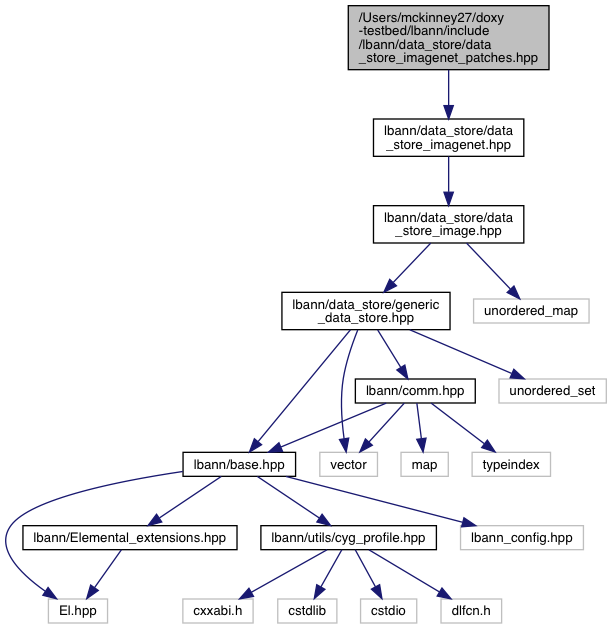 /Users/mckinney27/doxy
-testbed/lbann/include
/lbann/data_store/data
_store_imagenet_patches.hpp
lbann/data_store/data
_store_imagenet.hpp
lbann/data_store/data
_store_image.hpp
lbann/data_store/generic
_data_store.hpp
unordered_map
lbann/comm.hpp
unordered_set
lbann/base.hpp
vector
map
typeindex
lbann/Elemental_extensions.hpp
lbann/utils/cyg_profile.hpp
lbann_config.hpp
El.hpp
cxxabi.h
cstdlib
cstdio
dlfcn.h